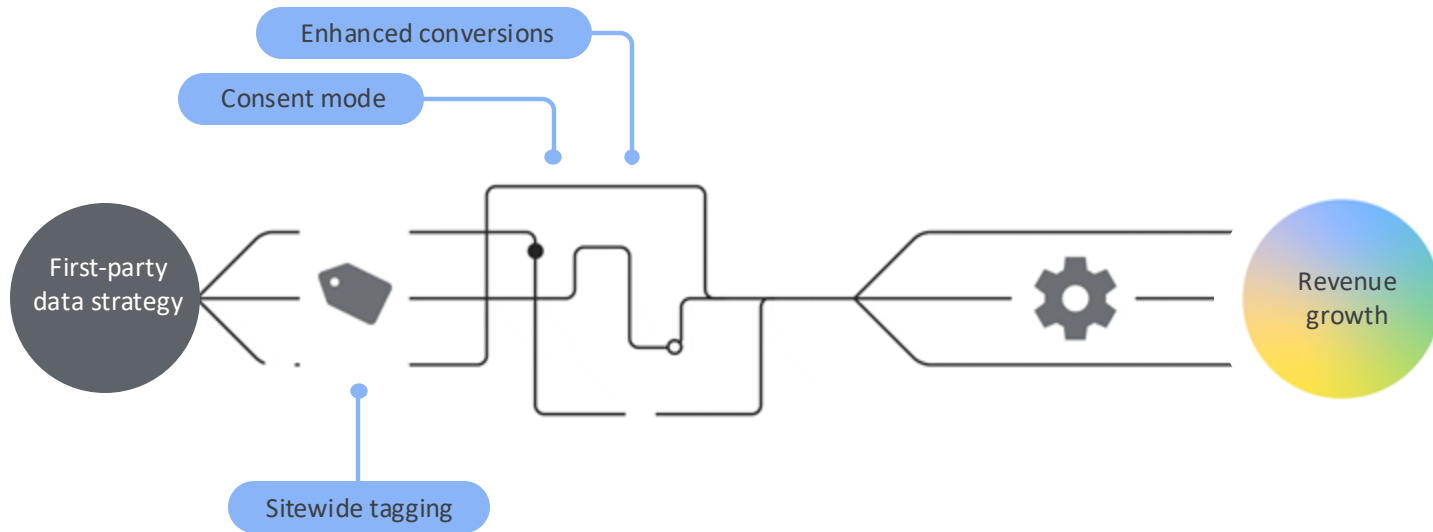 Enhanced conversions
Consent mode
First-party
data strategy
Revenue
growth
Sitewide tagging